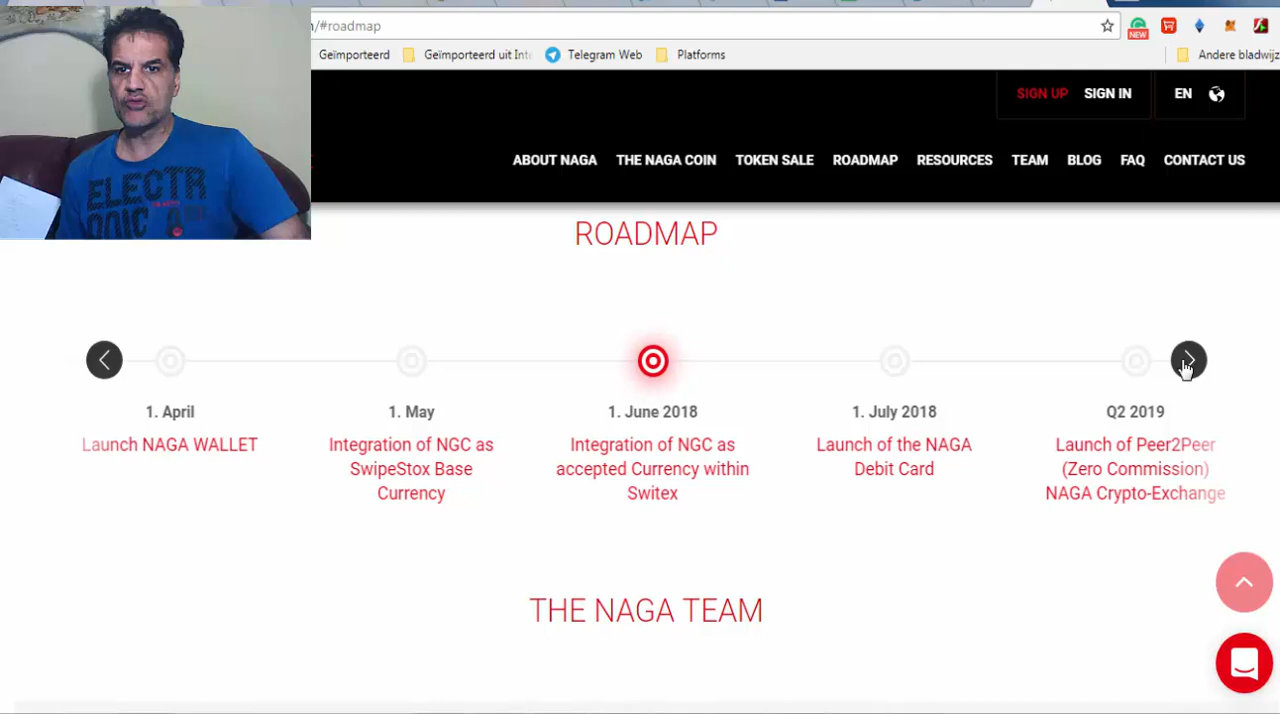 /#roadmap
NEW
Geïmporteerd
Geïmporteerd uit Int
Telegram Web
Platforms
Andere bladwijz
SIGN UP
SIGN IN
EN
ABOUT NAGA
THE NAGA COIN
TOKEN SALE
ROADMAP
RESOURCES
TEAM
BLOG
FAQ
CONTACT US
ELECTR
ONIC
ROADMAP
1. April
Launch NAGA WALLET
1. May
Integration of NGC as
SwipeStox Base
Currency
1. June 2018
Integration of NGC as
accepted Currency within
Switex
1. July 2018
Launch of the NAGA
Debit Card
Q2 2019
Launch of Peer2Peer
(Zero Commission)
NAGA Crypto-Exchange
THE NAGA TEAM